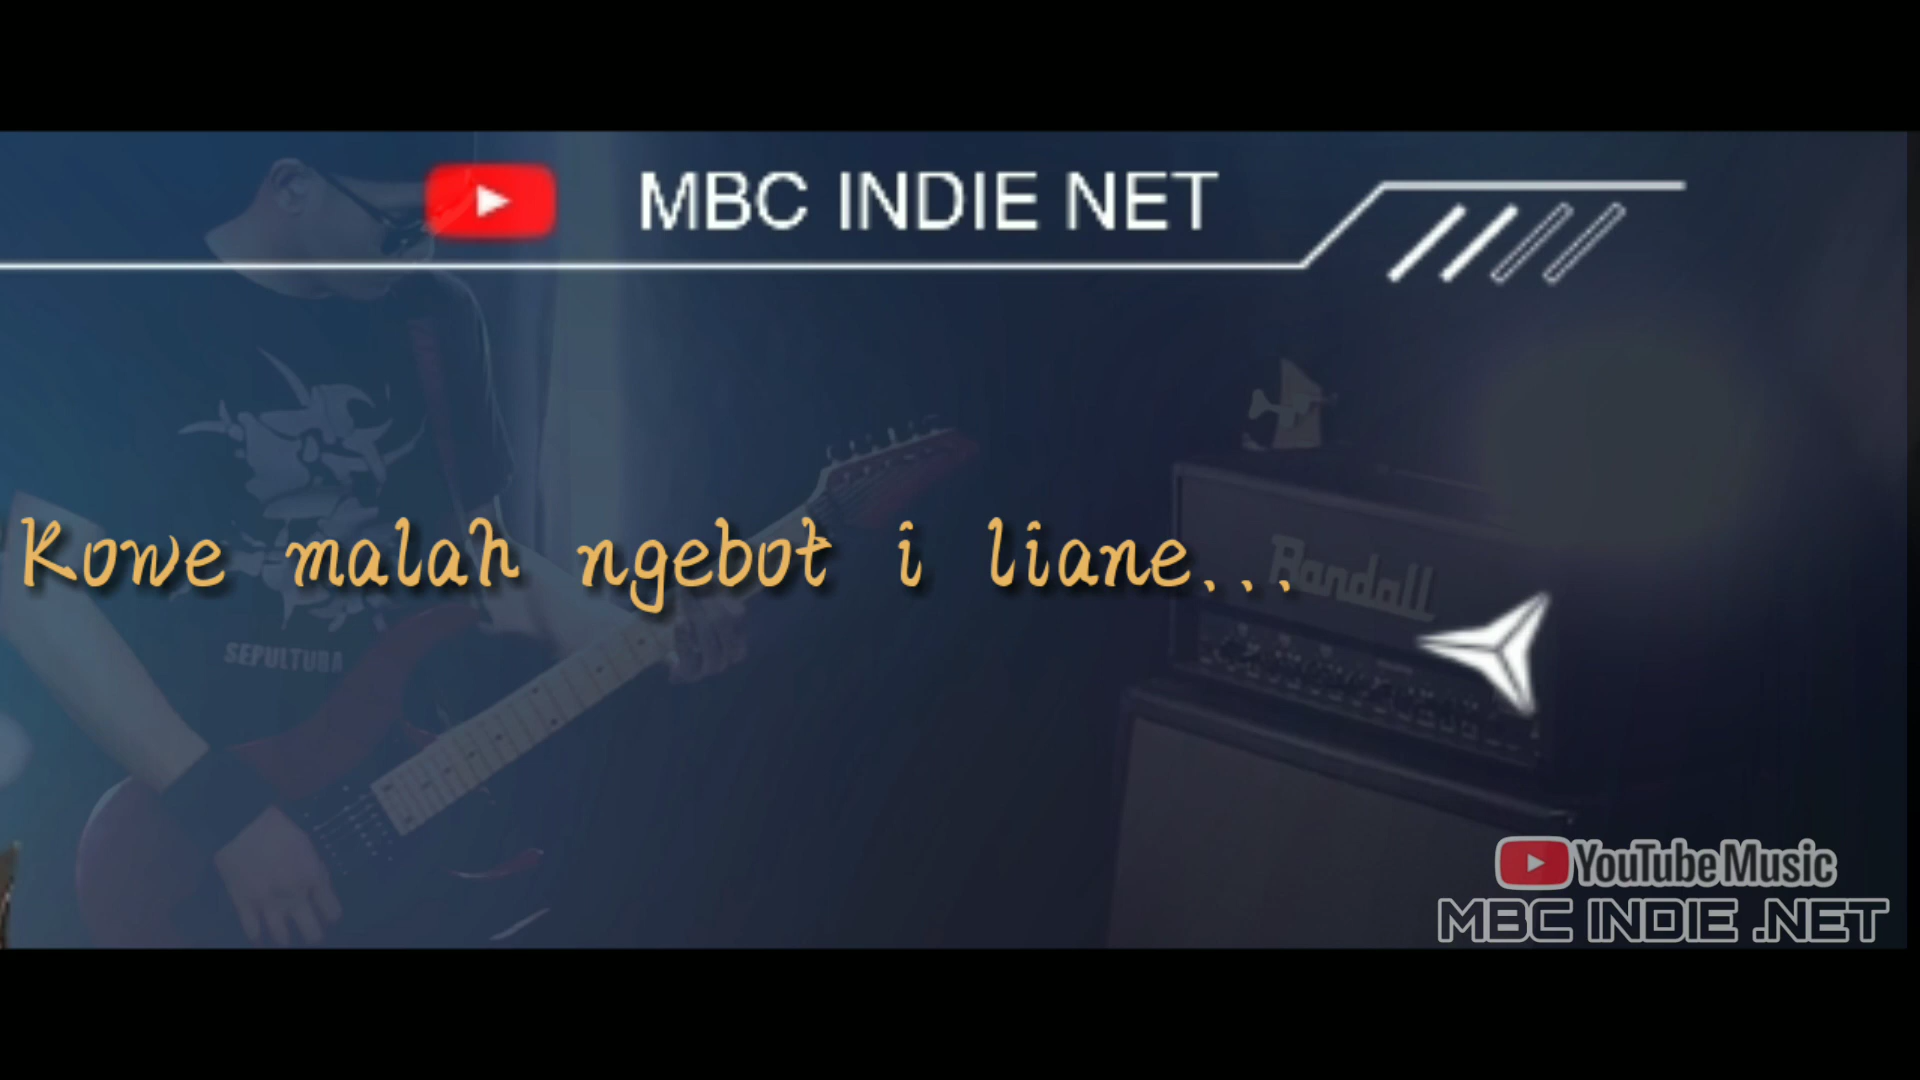 MBC INDIE NET
Kowe malah ngebot i liane...
Randall
SEPULTURA
YouTube Music
MBC INDIE .NET